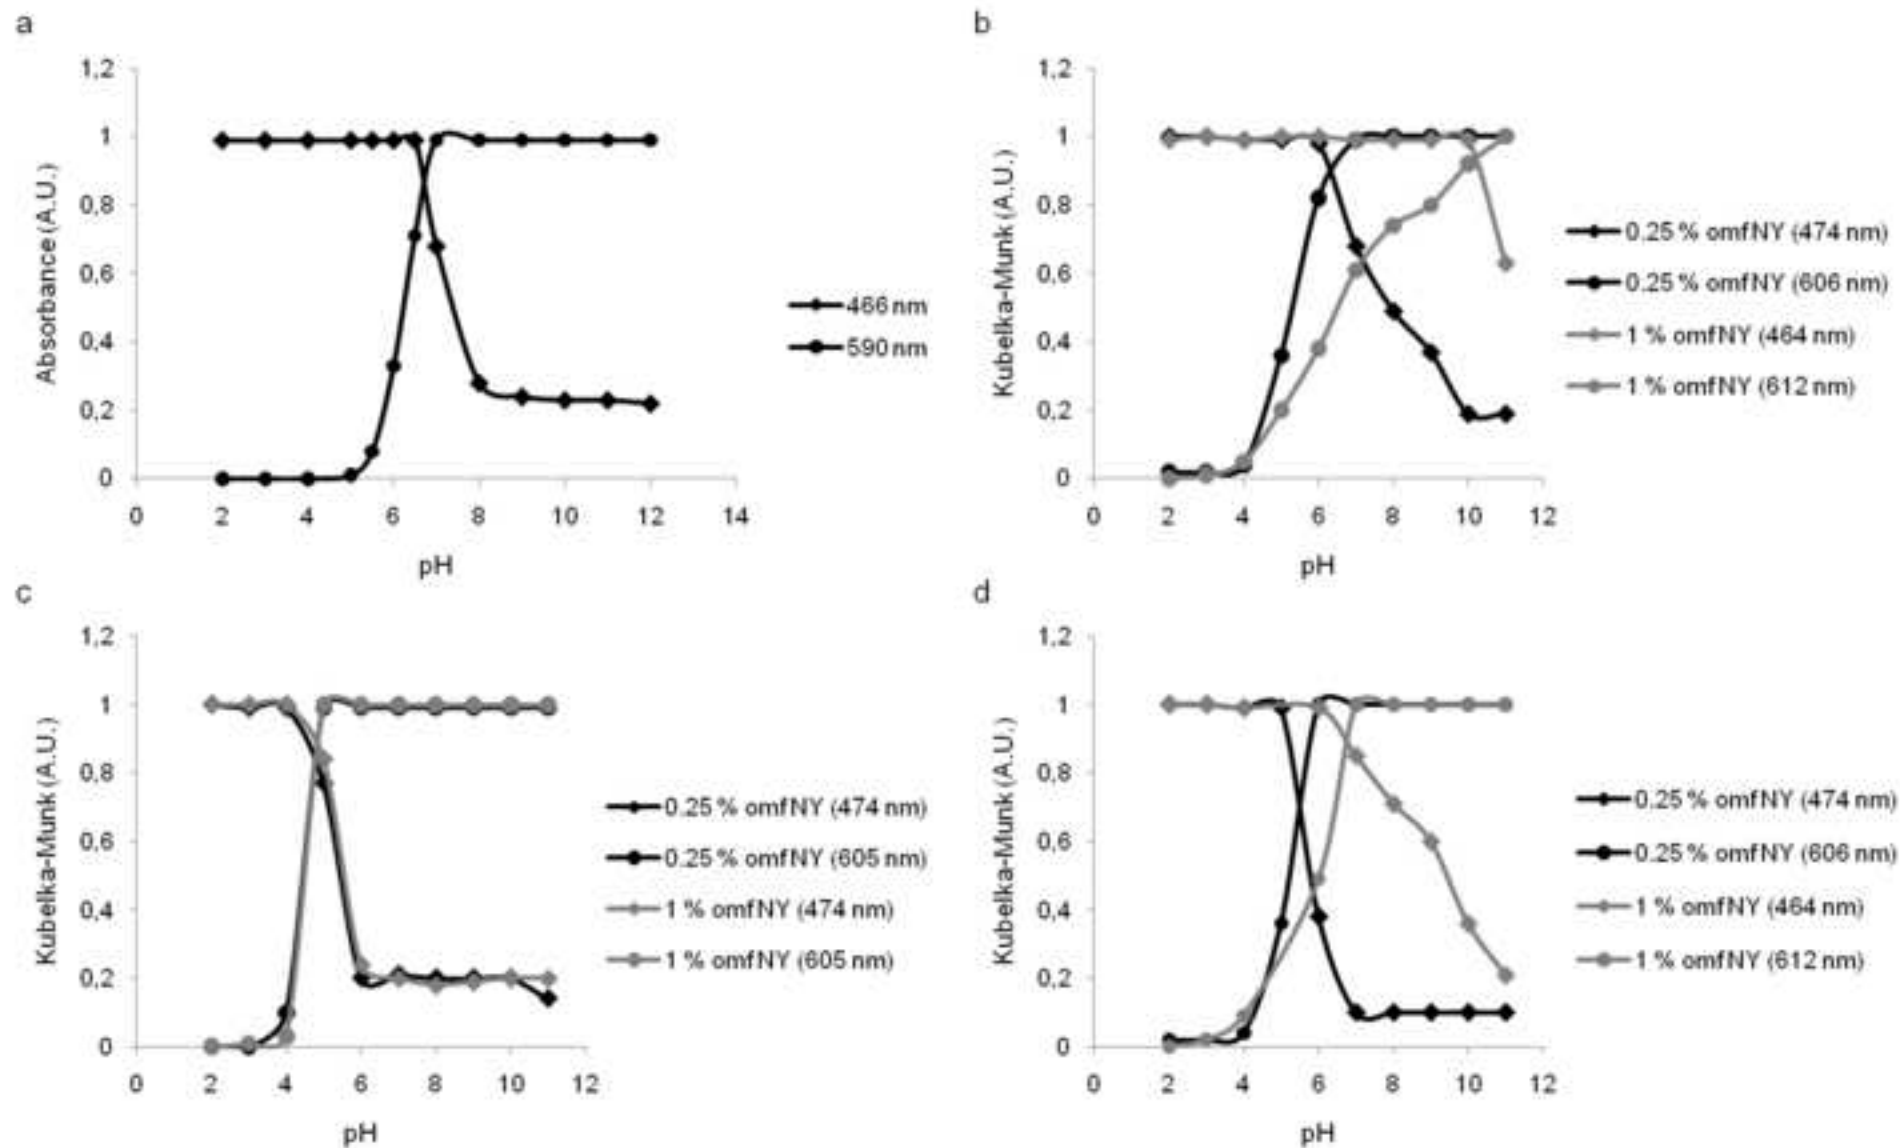 a
1,2
1
0,8
0,6
0,4
0,2
0
0 2 4 6 8 10 12 14
Absorbance (A.U.)
pH
466 nm
590 nm
b
1,2
1
0,8
0,6
0,4
0,2
0
0 2 4 6 8 10 12
Kubelka-Munk (A.U.)
pH
0.25 % omfNY (474 nm)
0.25 % omfNY (606 nm)
1 % omfNY (464 nm)
1 % omfNY (612 nm)
c
1,2
1
0,8
0,6
0,4
0,2
0
0 2 4 6 8 10 12
Kubelka-Munk (A.U.)
pH
0.25 % omfNY (474 nm)
0.25 % omfNY (605 nm)
1 % omfNY (474 nm)
1 % omfNY (605 nm)
d
1,2
1
0,8
0,6
0,4
0,2
0
0 2 4 6 8 10 12
Kubelka-Munk (A.U.)
pH
0.25 % omfNY (474 nm)
0.25 % omfNY (606 nm)
1 % omfNY (464 nm)
1 % omfNY (612 nm)